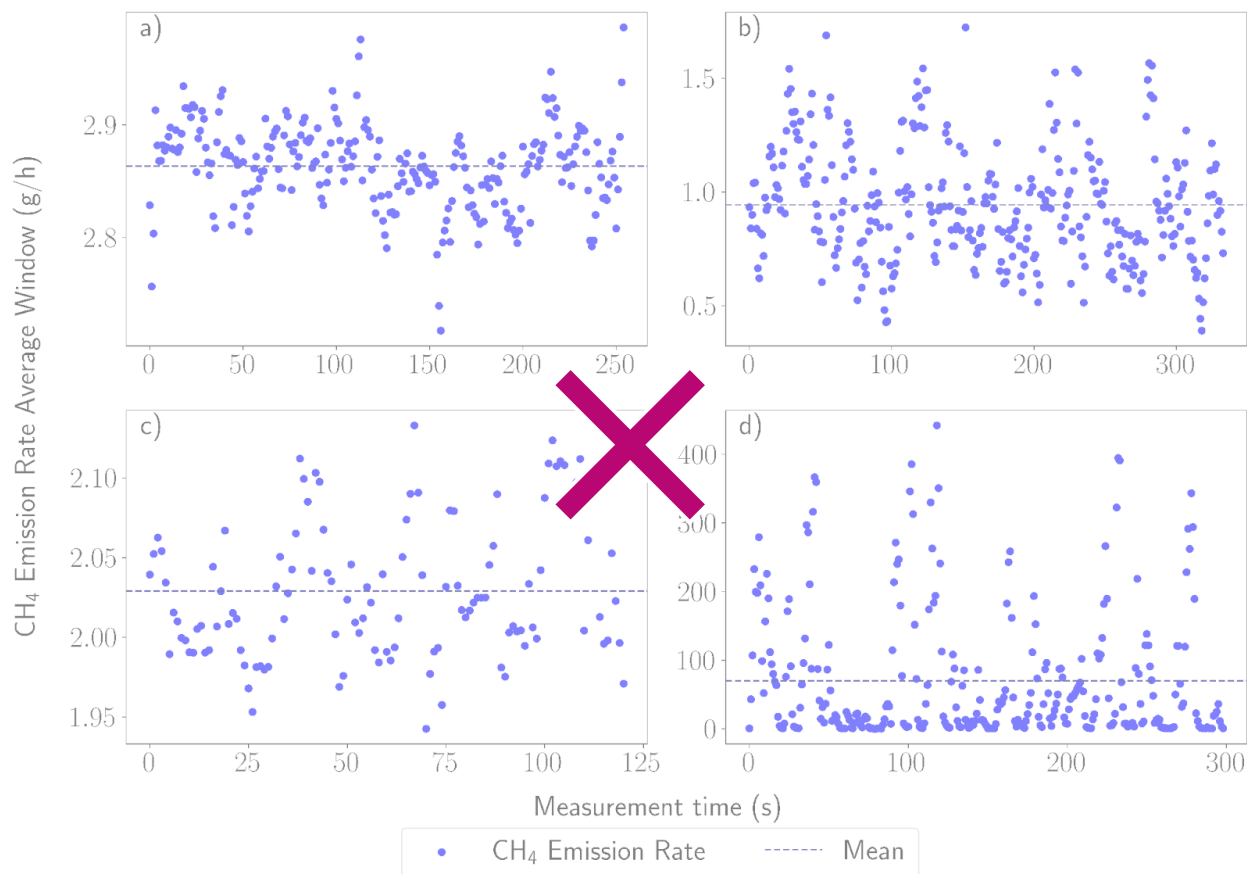 a)
b)
2.9
2.8
0 50 100 150 200 250
1.5
1.0
0.5
0 100 200 300
CH₄ Emission Rate Average Window (g/h)
c)
d)
2.10
2.05
2.00
1.95
0 25 50 75 100 125
400
300
200
100
0
0 100 200 300
Measurement time (s)
CH₄ Emission Rate Mean